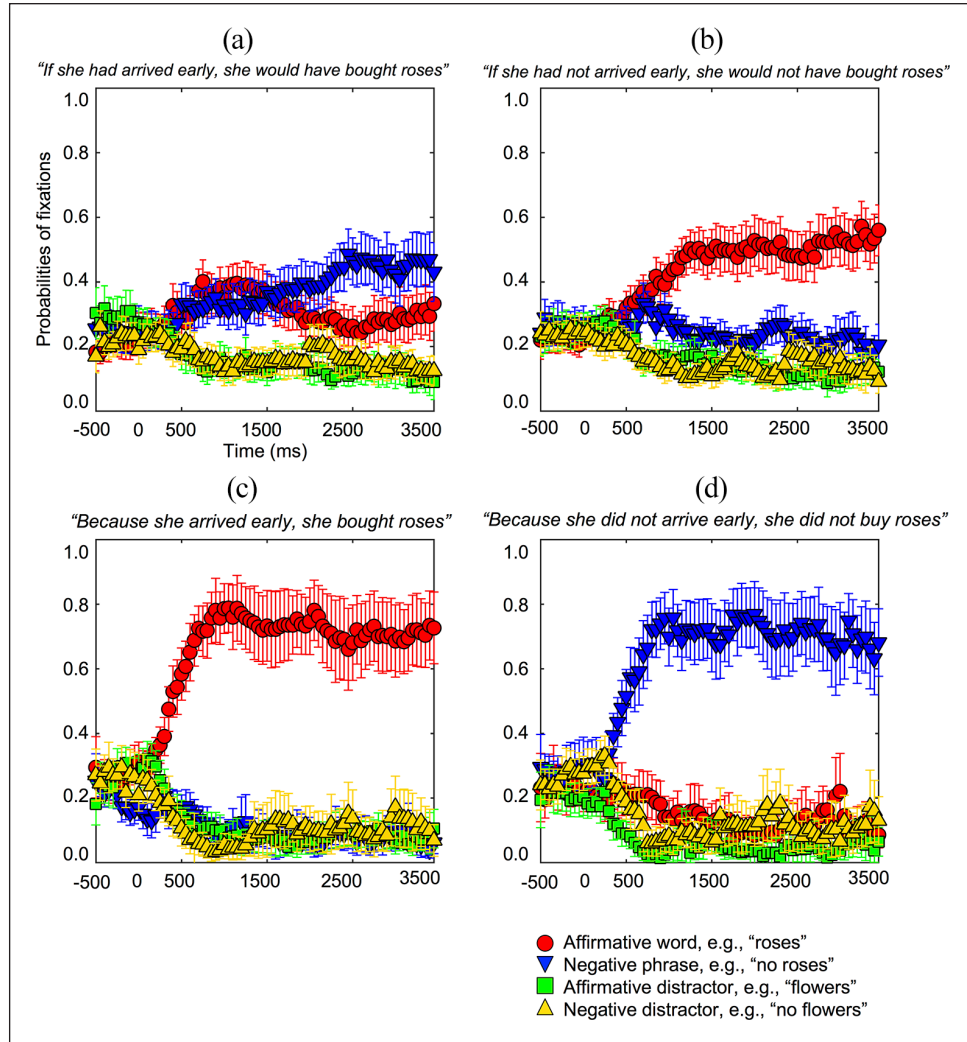 (a)
"If she had arrived early, she would have bought roses"
1.0
0.8
0.6
0.4
0.2
0.0
Probabilities of fixations
-500 0 500 1500 2500 3500
Time (ms)
(b)
"If she had not arrived early, she would not have bought roses"
1.0
0.8
0.6
0.4
0.2
0.0
-500 0 500 1500 2500 3500
(c)
"Because she arrived early, she bought roses"
1.0
0.8
0.6
0.4
0.2
0.0
-500 0 500 1500 2500 3500
(d)
"Because she did not arrive early, she did not buy roses"
1.0
0.8
0.6
0.4
0.2
0.0
-500 0 500 1500 2500 3500
Affirmative word, e.g., "roses"
Negative phrase, e.g., "no roses"
Affirmative distractor, e.g., "flowers"
Negative distractor, e.g., "no flowers"